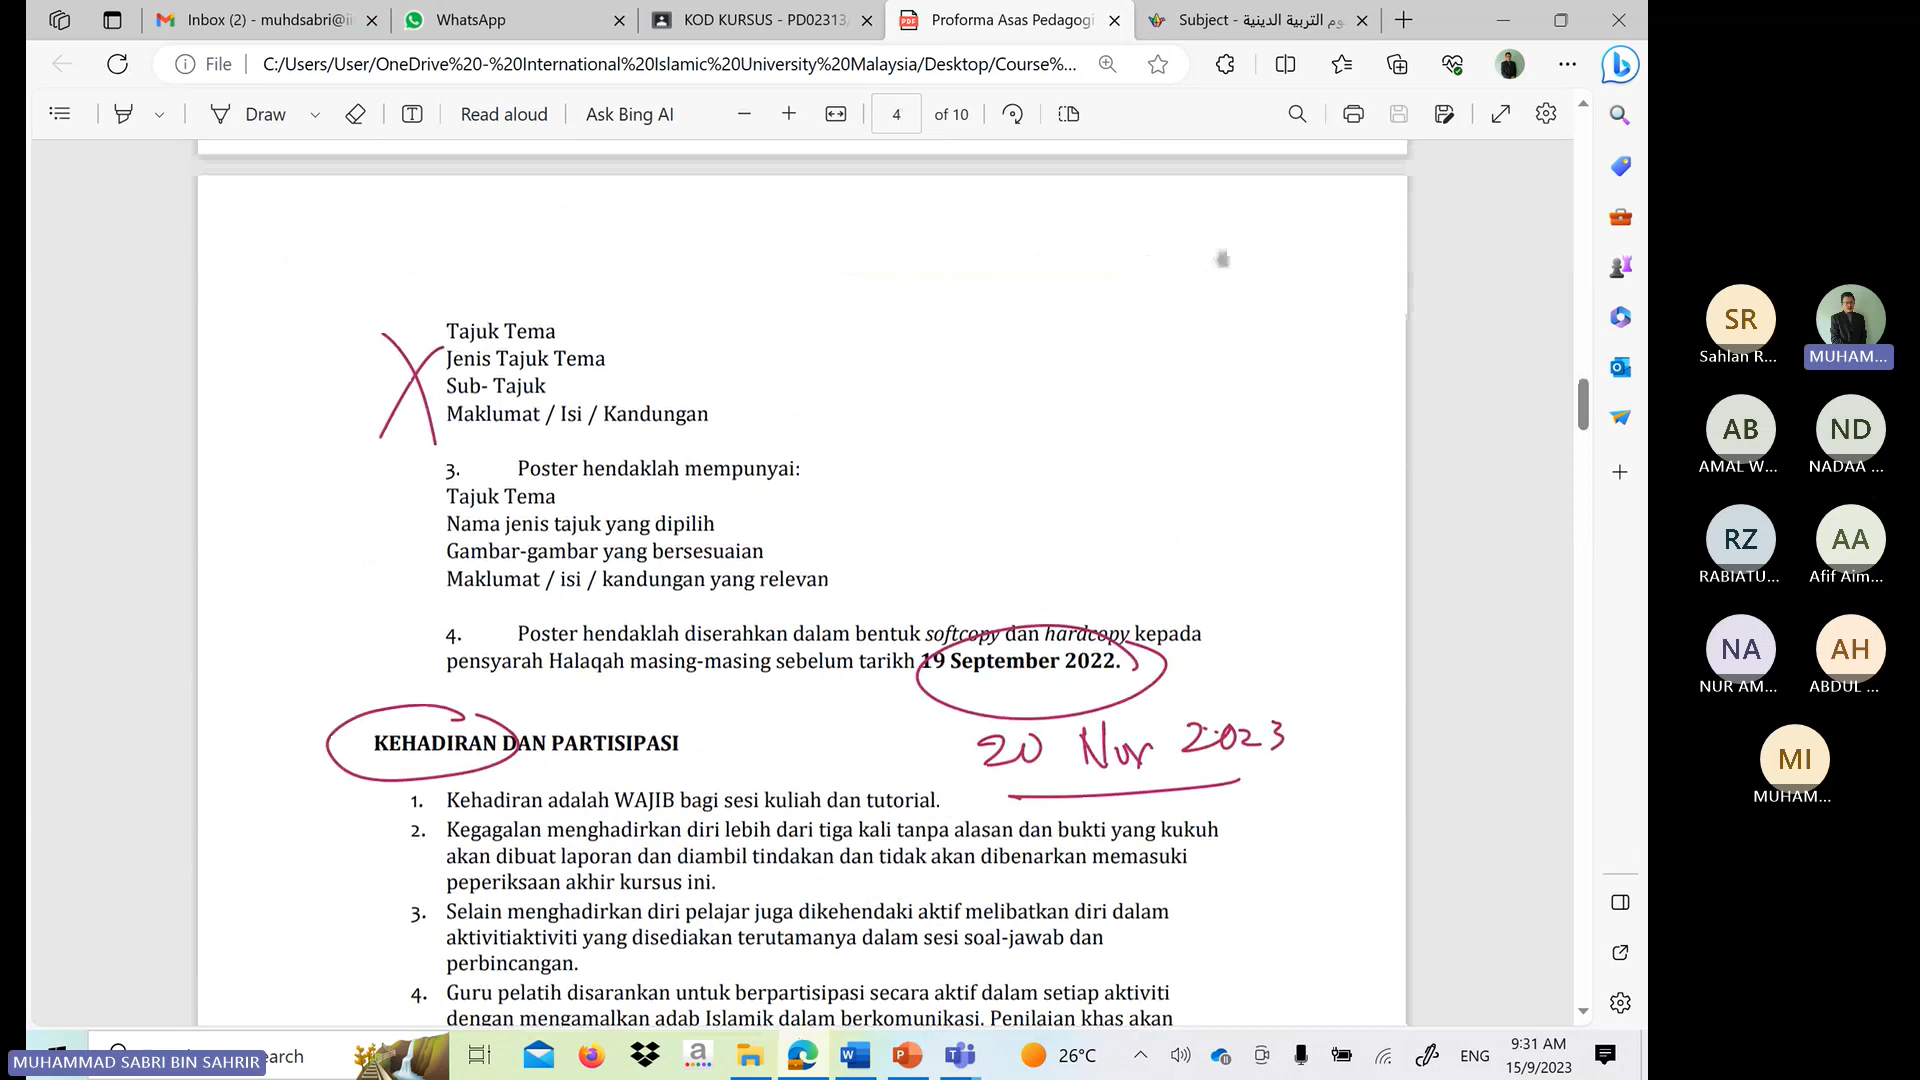 Inbox (2) - muhdsabri@ii
WhatsApp
KOD KURSUS - PD02313
Proforma Asas Pedagogi
Subject - وم التربية الدينية
File
C:/Users/User/OneDrive%20-%20International%20Islamic%20University%20Malaysia/Desktop/Course%...
Draw
Read aloud
Ask Bing AI
4
of 10
Tajuk Tema
Jenis Tajuk Tema
Sub- Tajuk
Maklumat / Isi / Kandungan
3. Poster hendaklah mempunyai:
Tajuk Tema
Nama jenis tajuk yang dipilih
Gambar-gambar yang bersesuaian
Maklumat / isi / kandungan yang relevan
4. Poster hendaklah diserahkan dalam bentuk softcopy dan hardcopy kepada
pensyarah Halaqah masing-masing sebelum tarikh 19 September 2022.
20 Nov 2023
KEHADIRAN DAN PARTISIPASI
1. Kehadiran adalah WAJIB bagi sesi kuliah dan tutorial.
2. Kegagalan menghadirkan diri lebih dari tiga kali tanpa alasan dan bukti yang kukuh
akan dibuat laporan dan diambil tindakan dan tidak akan dibenarkan memasuki
peperiksaan akhir kursus ini.
3. Selain menghadirkan diri pelajar juga dikehendaki aktif melibatkan diri dalam
aktivitiaktiviti yang disediakan terutamanya dalam sesi soal-jawab dan
perbincangan.
4. Guru pelatih disarankan untuk berpartisipasi secara aktif dalam setiap aktiviti
dengan mengamalkan adab Islamik dalam berkomunikasi. Penilaian khas akan
SR
Sahlan R...
MUHAM...
AB
AMAL W...
ND
NADAA ...
RZ
RABIATU...
AA
Afif Aim...
NA
NUR AM...
AH
ABDUL ...
MI
MUHAM...
MUHAMMAD SABRI BIN SAHRIR
earch
26°C
ENG
9:31 AM
15/9/2023